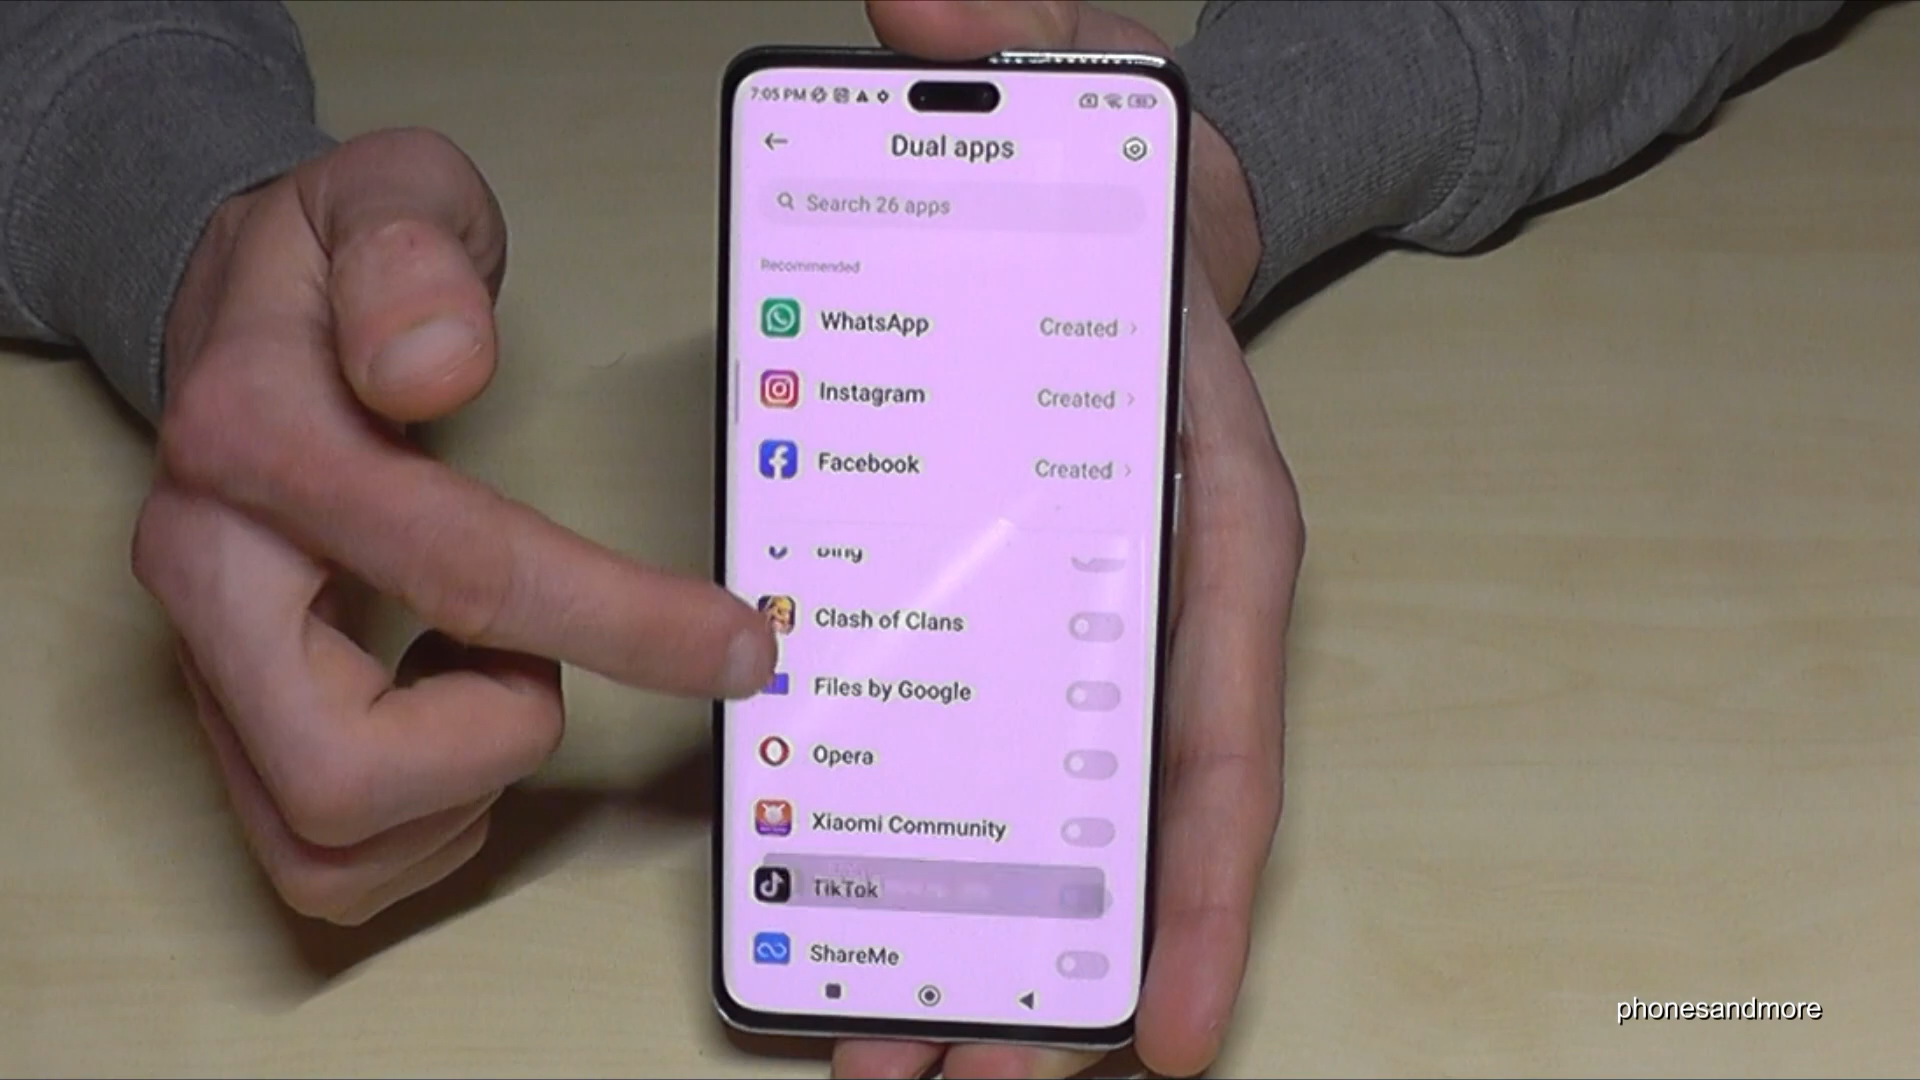 7:05 PM
Dual apps
Search 26 apps
Recommended
WhatsApp Created
Instagram Created
Facebook Created
Clash of Clans
Files by Google
Opera
Xiaomi Community
TikTok
ShareMe
phonesandmore